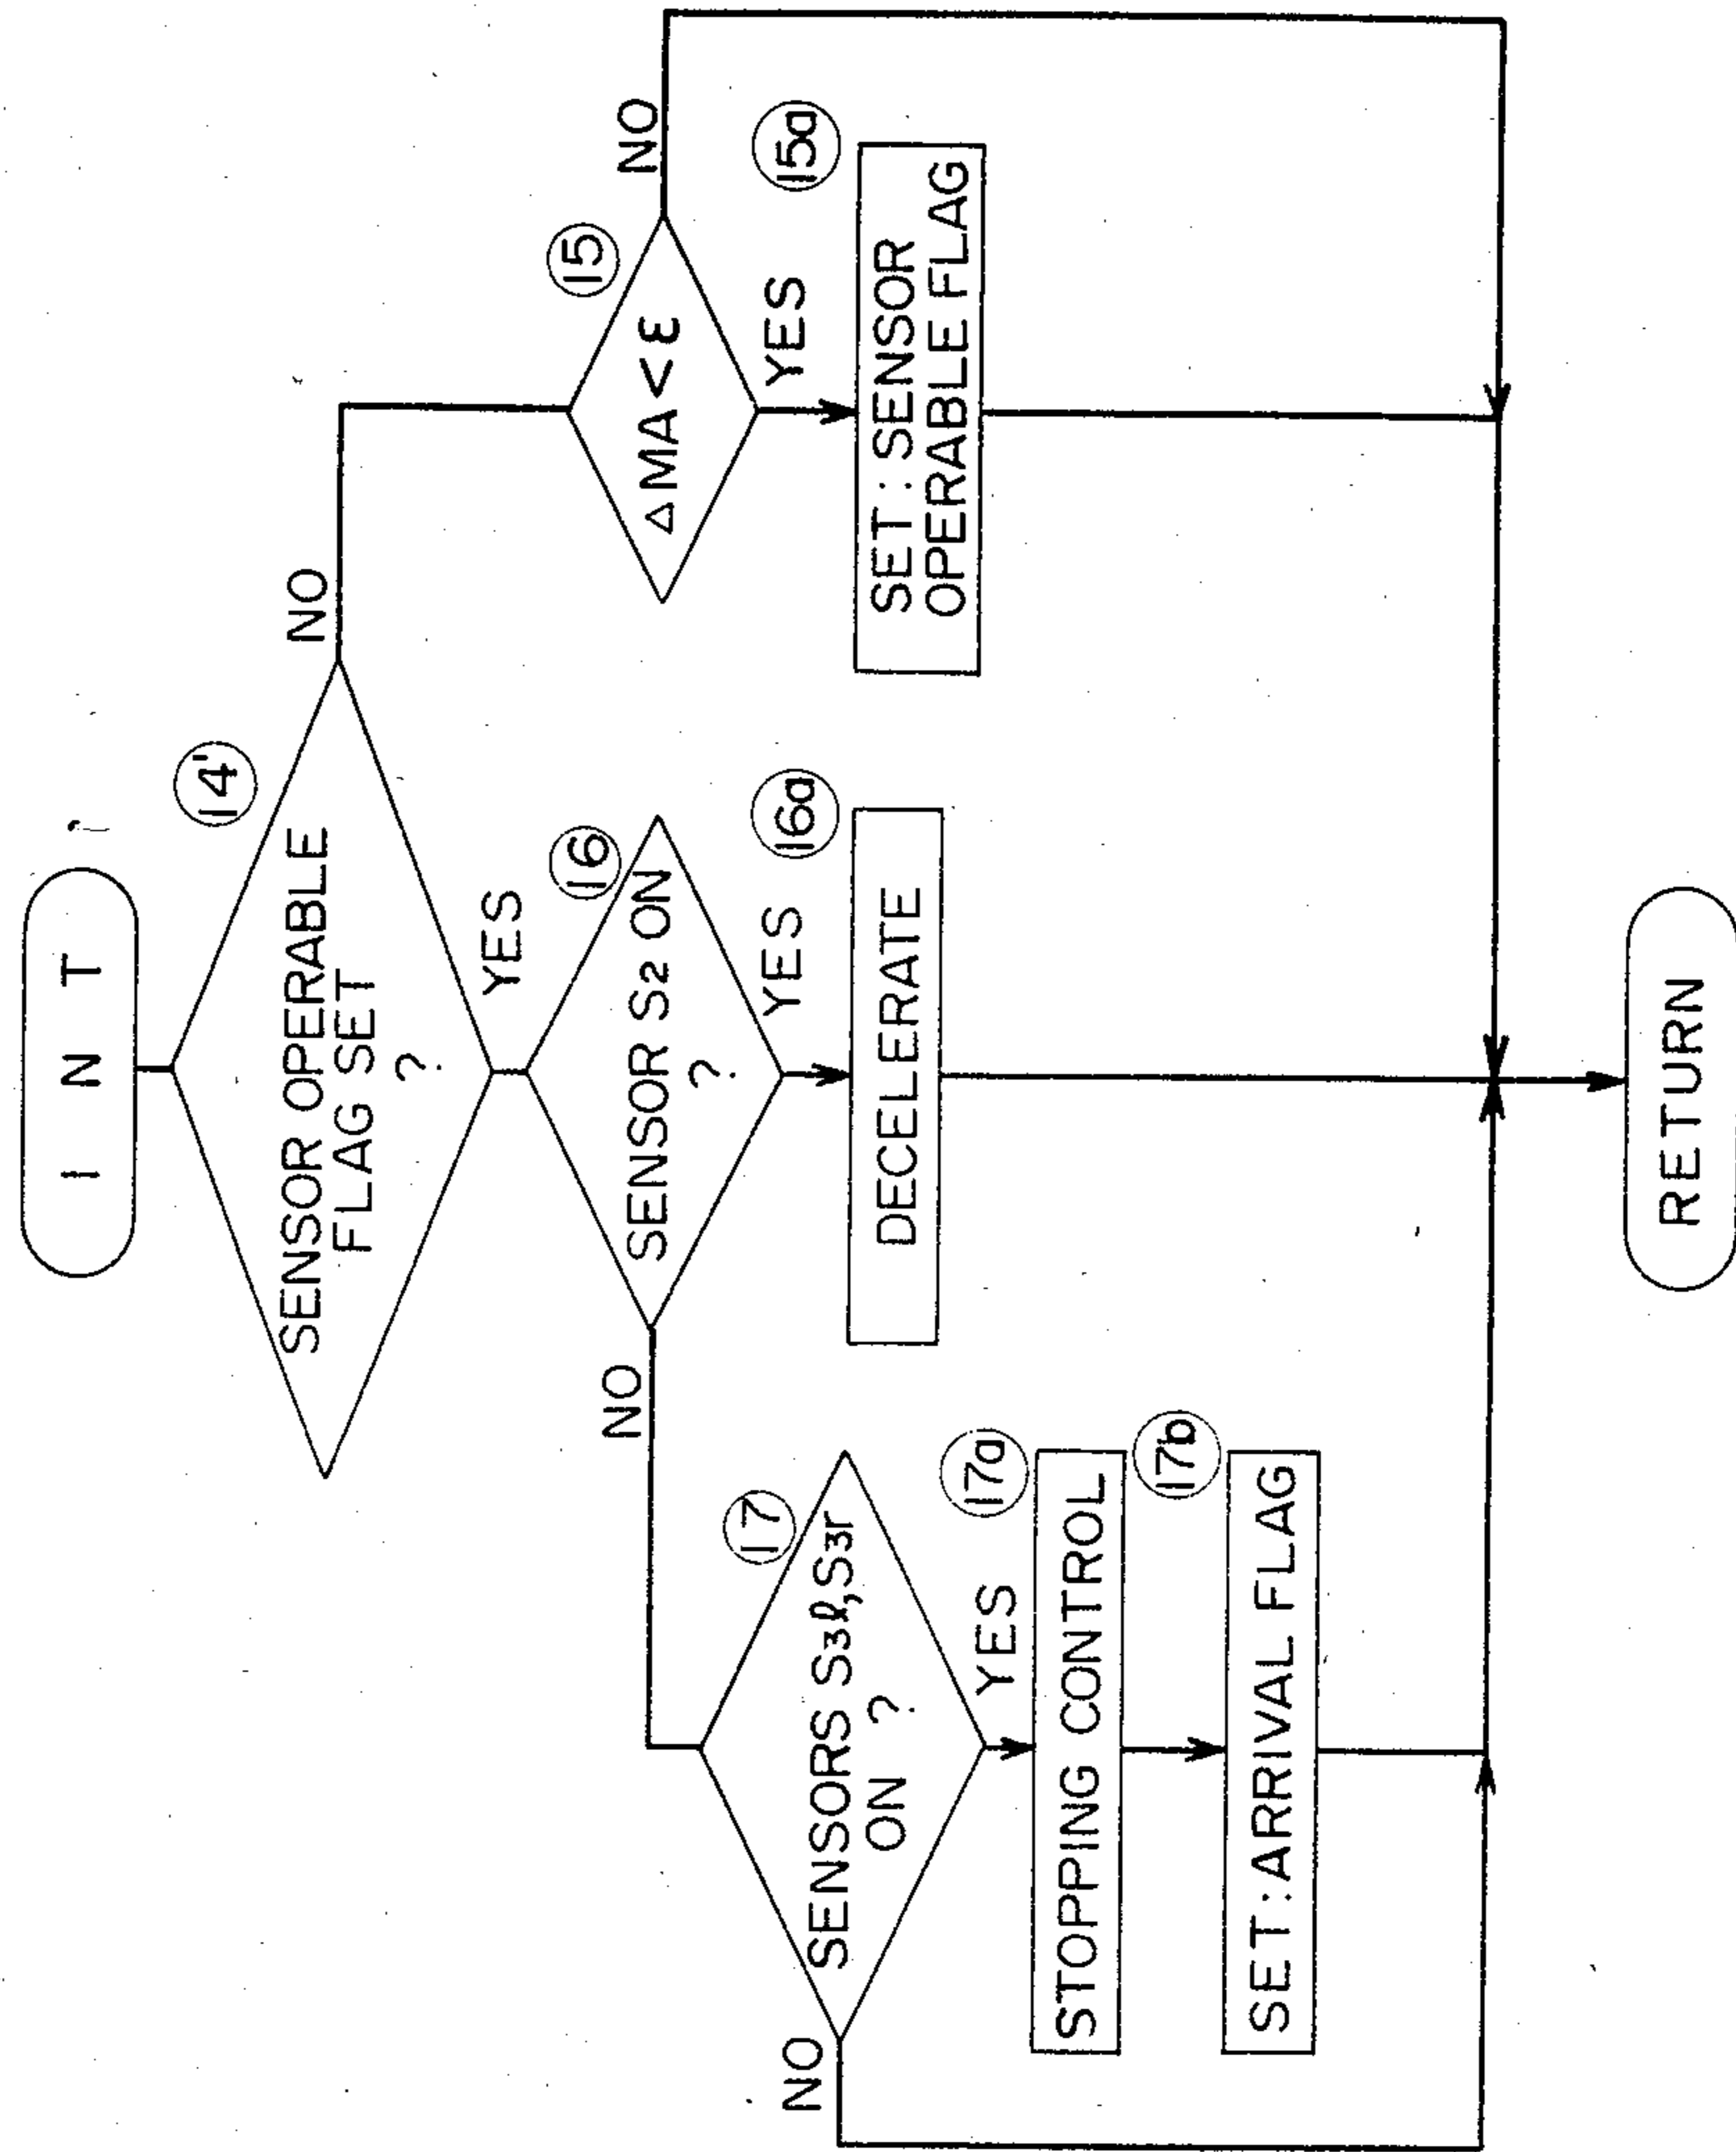 INT
14'
SENSOR OPERABLE
FLAG SET
?
NO
YES
15
ΔMA<ε
NO
YES
15a
SET:SENSOR
OPERABLE FLAG
16
SENSOR S2 ON
?
NO
YES
16a
DECELERATE
17
SENSORS S3ℓ,S3r
ON ?
NO
YES
17a
STOPPING CONTROL
17b
SET:ARRIVAL FLAG
RETURN